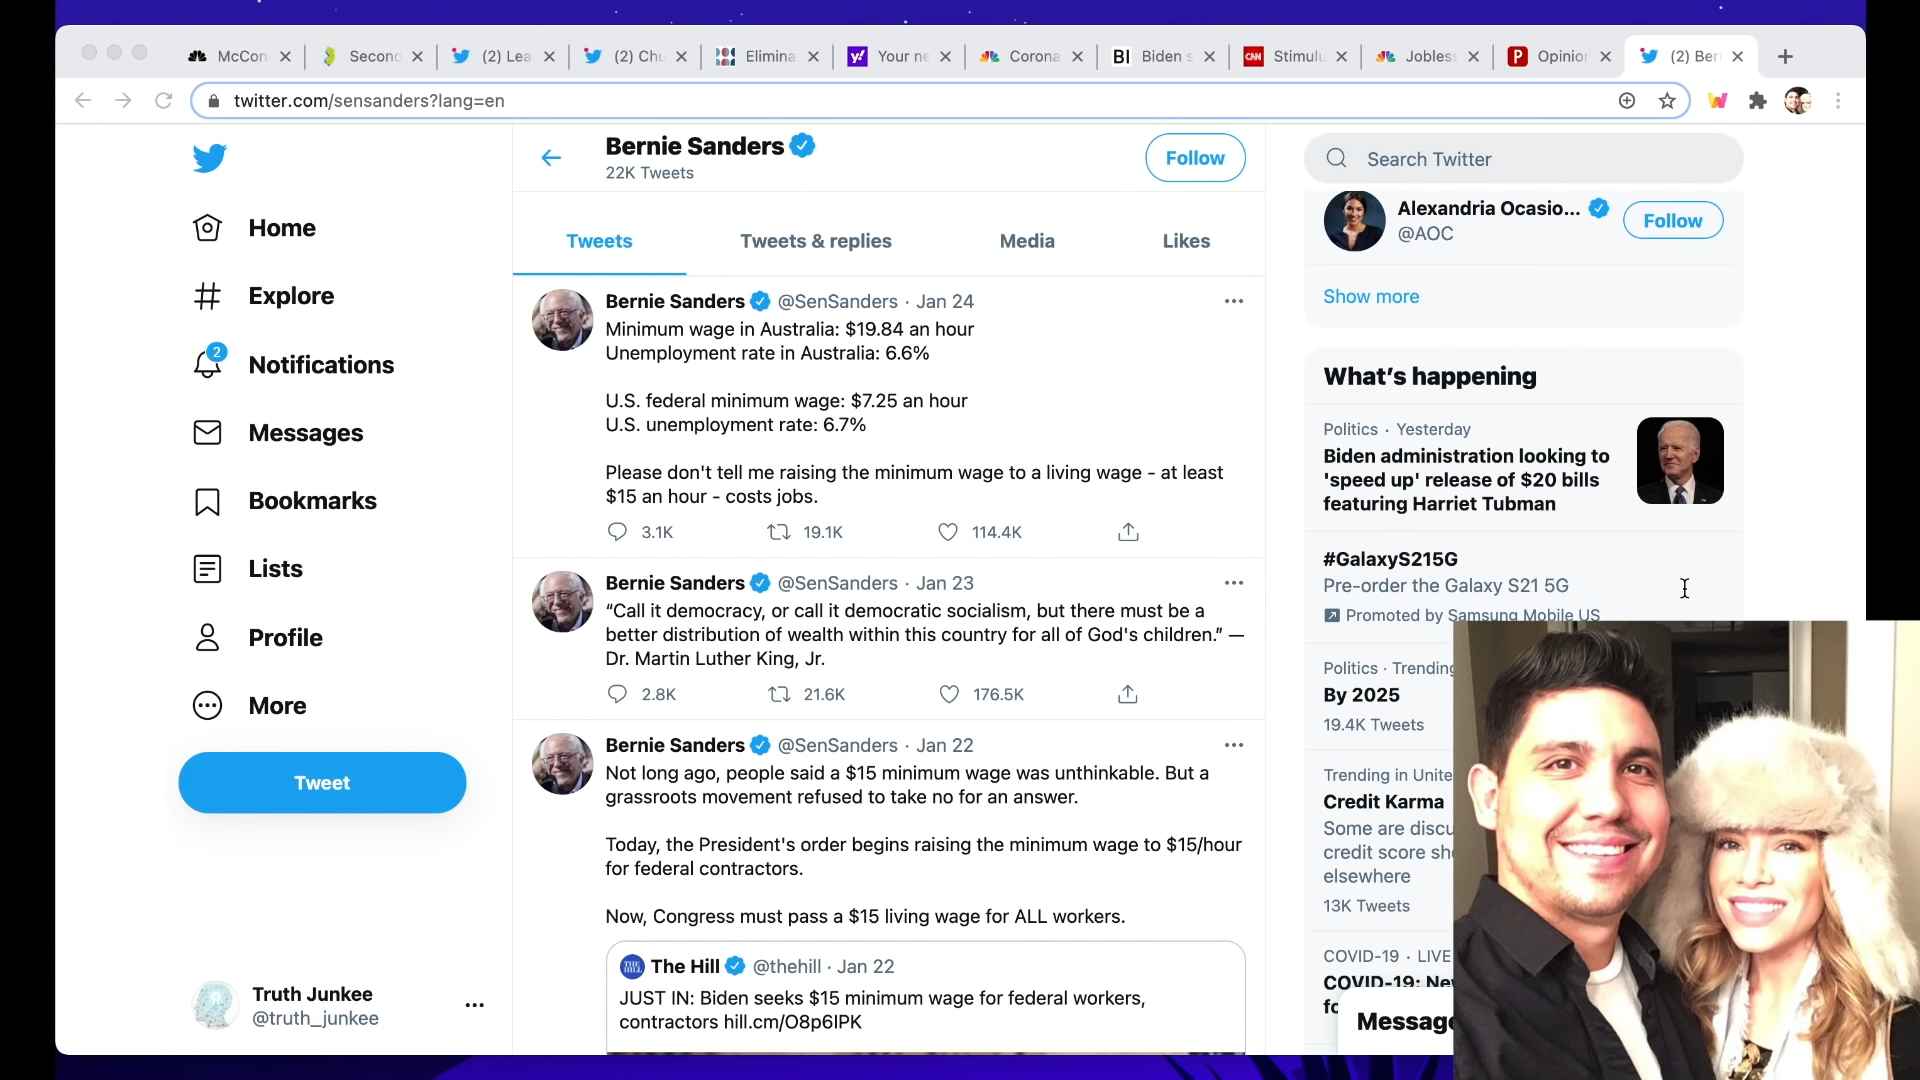 McCon
Second
(2) Lea
(2) Chu
Elimina
Your ne
Corona
BI Biden s
CNN Stimulu
Jobless
Opinion
(2) Ber
twitter.com/sensanders?lang=en
Home
Explore
2
Notifications
Messages
Bookmarks
Lists
Profile
More
Tweet
Truth Junkee
@truth_junkee
Bernie Sanders
22K Tweets
Follow
Tweets
Tweets & replies
Media
Likes
Bernie Sanders @SenSanders · Jan 24
Minimum wage in Australia: $19.84 an hour
Unemployment rate in Australia: 6.6%
U.S. federal minimum wage: $7.25 an hour
U.S. unemployment rate: 6.7%
Please don't tell me raising the minimum wage to a living wage - at least
$15 an hour - costs jobs.
3.1K 19.1K 114.4K
Bernie Sanders @SenSanders · Jan 23
“Call it democracy, or call it democratic socialism, but there must be a
better distribution of wealth within this country for all of God's children.” —
Dr. Martin Luther King, Jr.
2.8K 21.6K 176.5K
Bernie Sanders @SenSanders · Jan 22
Not long ago, people said a $15 minimum wage was unthinkable. But a
grassroots movement refused to take no for an answer.
Today, the President's order begins raising the minimum wage to $15/hour
for federal contractors.
Now, Congress must pass a $15 living wage for ALL workers.
The Hill @thehill · Jan 22
JUST IN: Biden seeks $15 minimum wage for federal workers,
contractors hill.cm/O8p6IPK
Search Twitter
Alexandria Ocasio...
@AOC
Follow
Show more
What’s happening
Politics · Yesterday
Biden administration looking to
'speed up' release of $20 bills
featuring Harriet Tubman
#GalaxyS215G
Pre-order the Galaxy S21 5G
Promoted by Samsung Mobile US
Politics · Trending
By 2025
19.4K Tweets
Trending in Unite
Credit Karma
Some are discu
credit score sh
elsewhere
13K Tweets
COVID-19 · LIVE
COVID-19: Ne
fo
Message